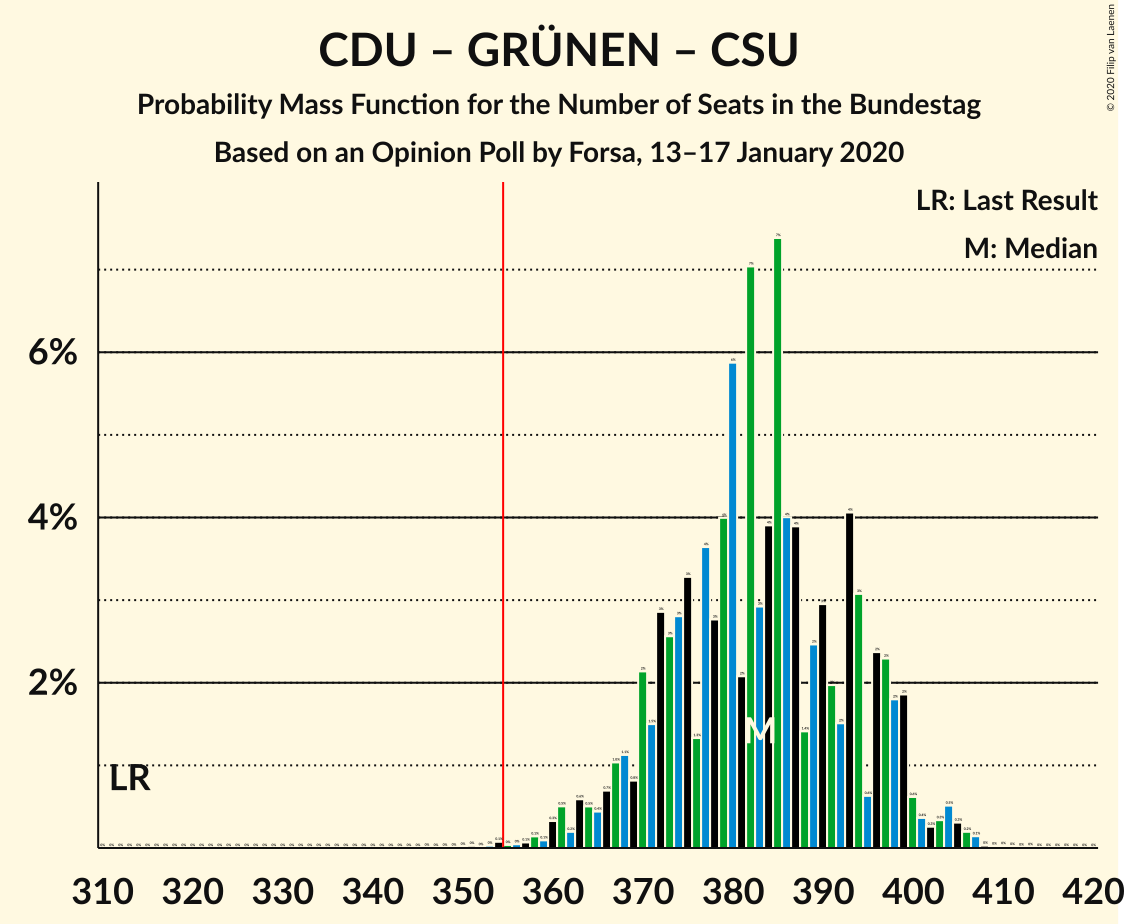 CDU – GRÜNEN – CSU
Probability Mass Function for the Number of Seats in the Bundestag
Based on an Opinion Poll by Forsa, 13–17 January 2020
© 2020 Filip van Laenen
LR: Last Result
M: Median
6%
4%
2%
LR
M
310 320 330 340 350 360 370 380 390 400 410 420